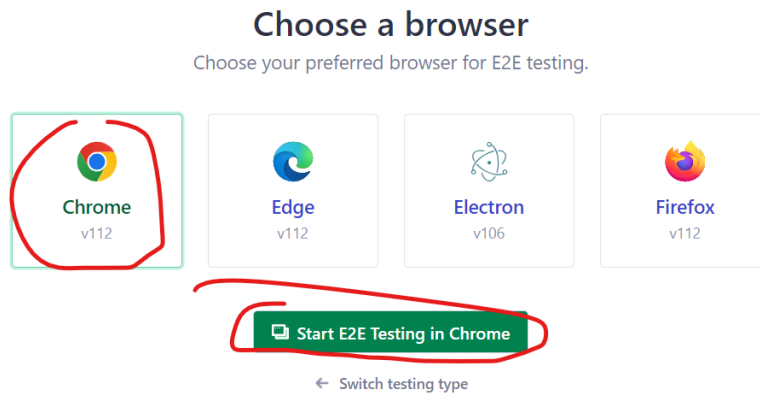 Choose a browser
Choose your preferred browser for E2E testing.
Chrome
v112
Edge
v112
Electron
v106
Firefox
v112
Start E2E Testing in Chrome
← Switch testing type